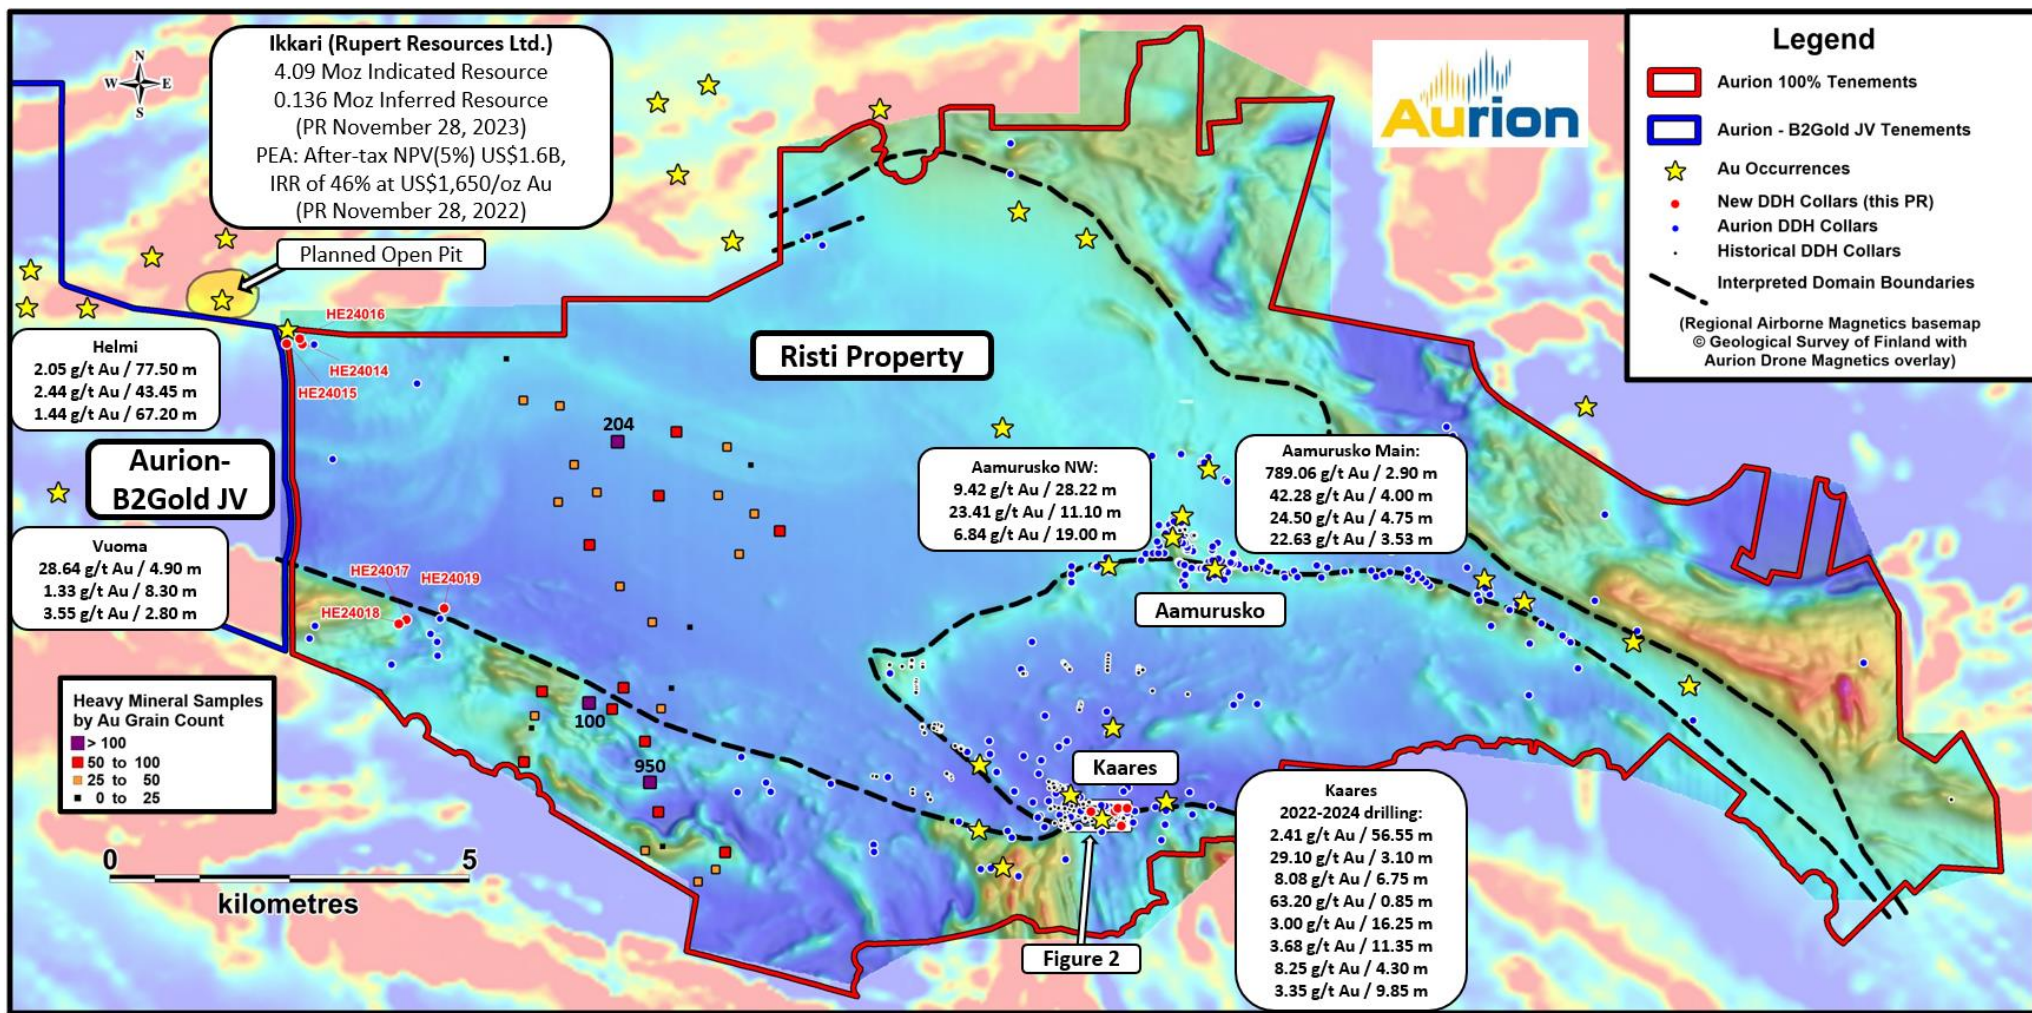 N
W E
S
Ikkari (Rupert Resources Ltd.)
4.09 Moz Indicated Resource
0.136 Moz Inferred Resource
(PR November 28, 2023)
PEA: After-tax NPV(5%) US$1.6B,
IRR of 46% at US$1,650/oz Au
(PR November 28, 2022)
Planned Open Pit
Aurion
Legend
Aurion 100% Tenements
Aurion - B2Gold JV Tenements
Au Occurrences
New DDH Collars (this PR)
Aurion DDH Collars
Historical DDH Collars
Interpreted Domain Boundaries
(Regional Airborne Magnetics basemap
© Geological Survey of Finland with
Aurion Drone Magnetics overlay)
HE24016
HE24014
HE24015
Helmi
2.05 g/t Au / 77.50 m
2.44 g/t Au / 43.45 m
1.44 g/t Au / 67.20 m
Risti Property
204
Aurion-
B2Gold JV
Aamurusko NW:
9.42 g/t Au / 28.22 m
23.41 g/t Au / 11.10 m
6.84 g/t Au / 19.00 m
Aamurusko Main:
789.06 g/t Au / 2.90 m
42.28 g/t Au / 4.00 m
24.50 g/t Au / 4.75 m
22.63 g/t Au / 3.53 m
Vuoma
28.64 g/t Au / 4.90 m
1.33 g/t Au / 8.30 m
3.55 g/t Au / 2.80 m
HE24017
HE24019
HE24018
Aamurusko
Heavy Mineral Samples
by Au Grain Count
> 100
50 to 100
25 to 50
0 to 25
100
950
Kaares
Kaares
2022-2024 drilling:
2.41 g/t Au / 56.55 m
29.10 g/t Au / 3.10 m
8.08 g/t Au / 6.75 m
63.20 g/t Au / 0.85 m
3.00 g/t Au / 16.25 m
3.68 g/t Au / 11.35 m
8.25 g/t Au / 4.30 m
3.35 g/t Au / 9.85 m
0 5
kilometres
Figure 2